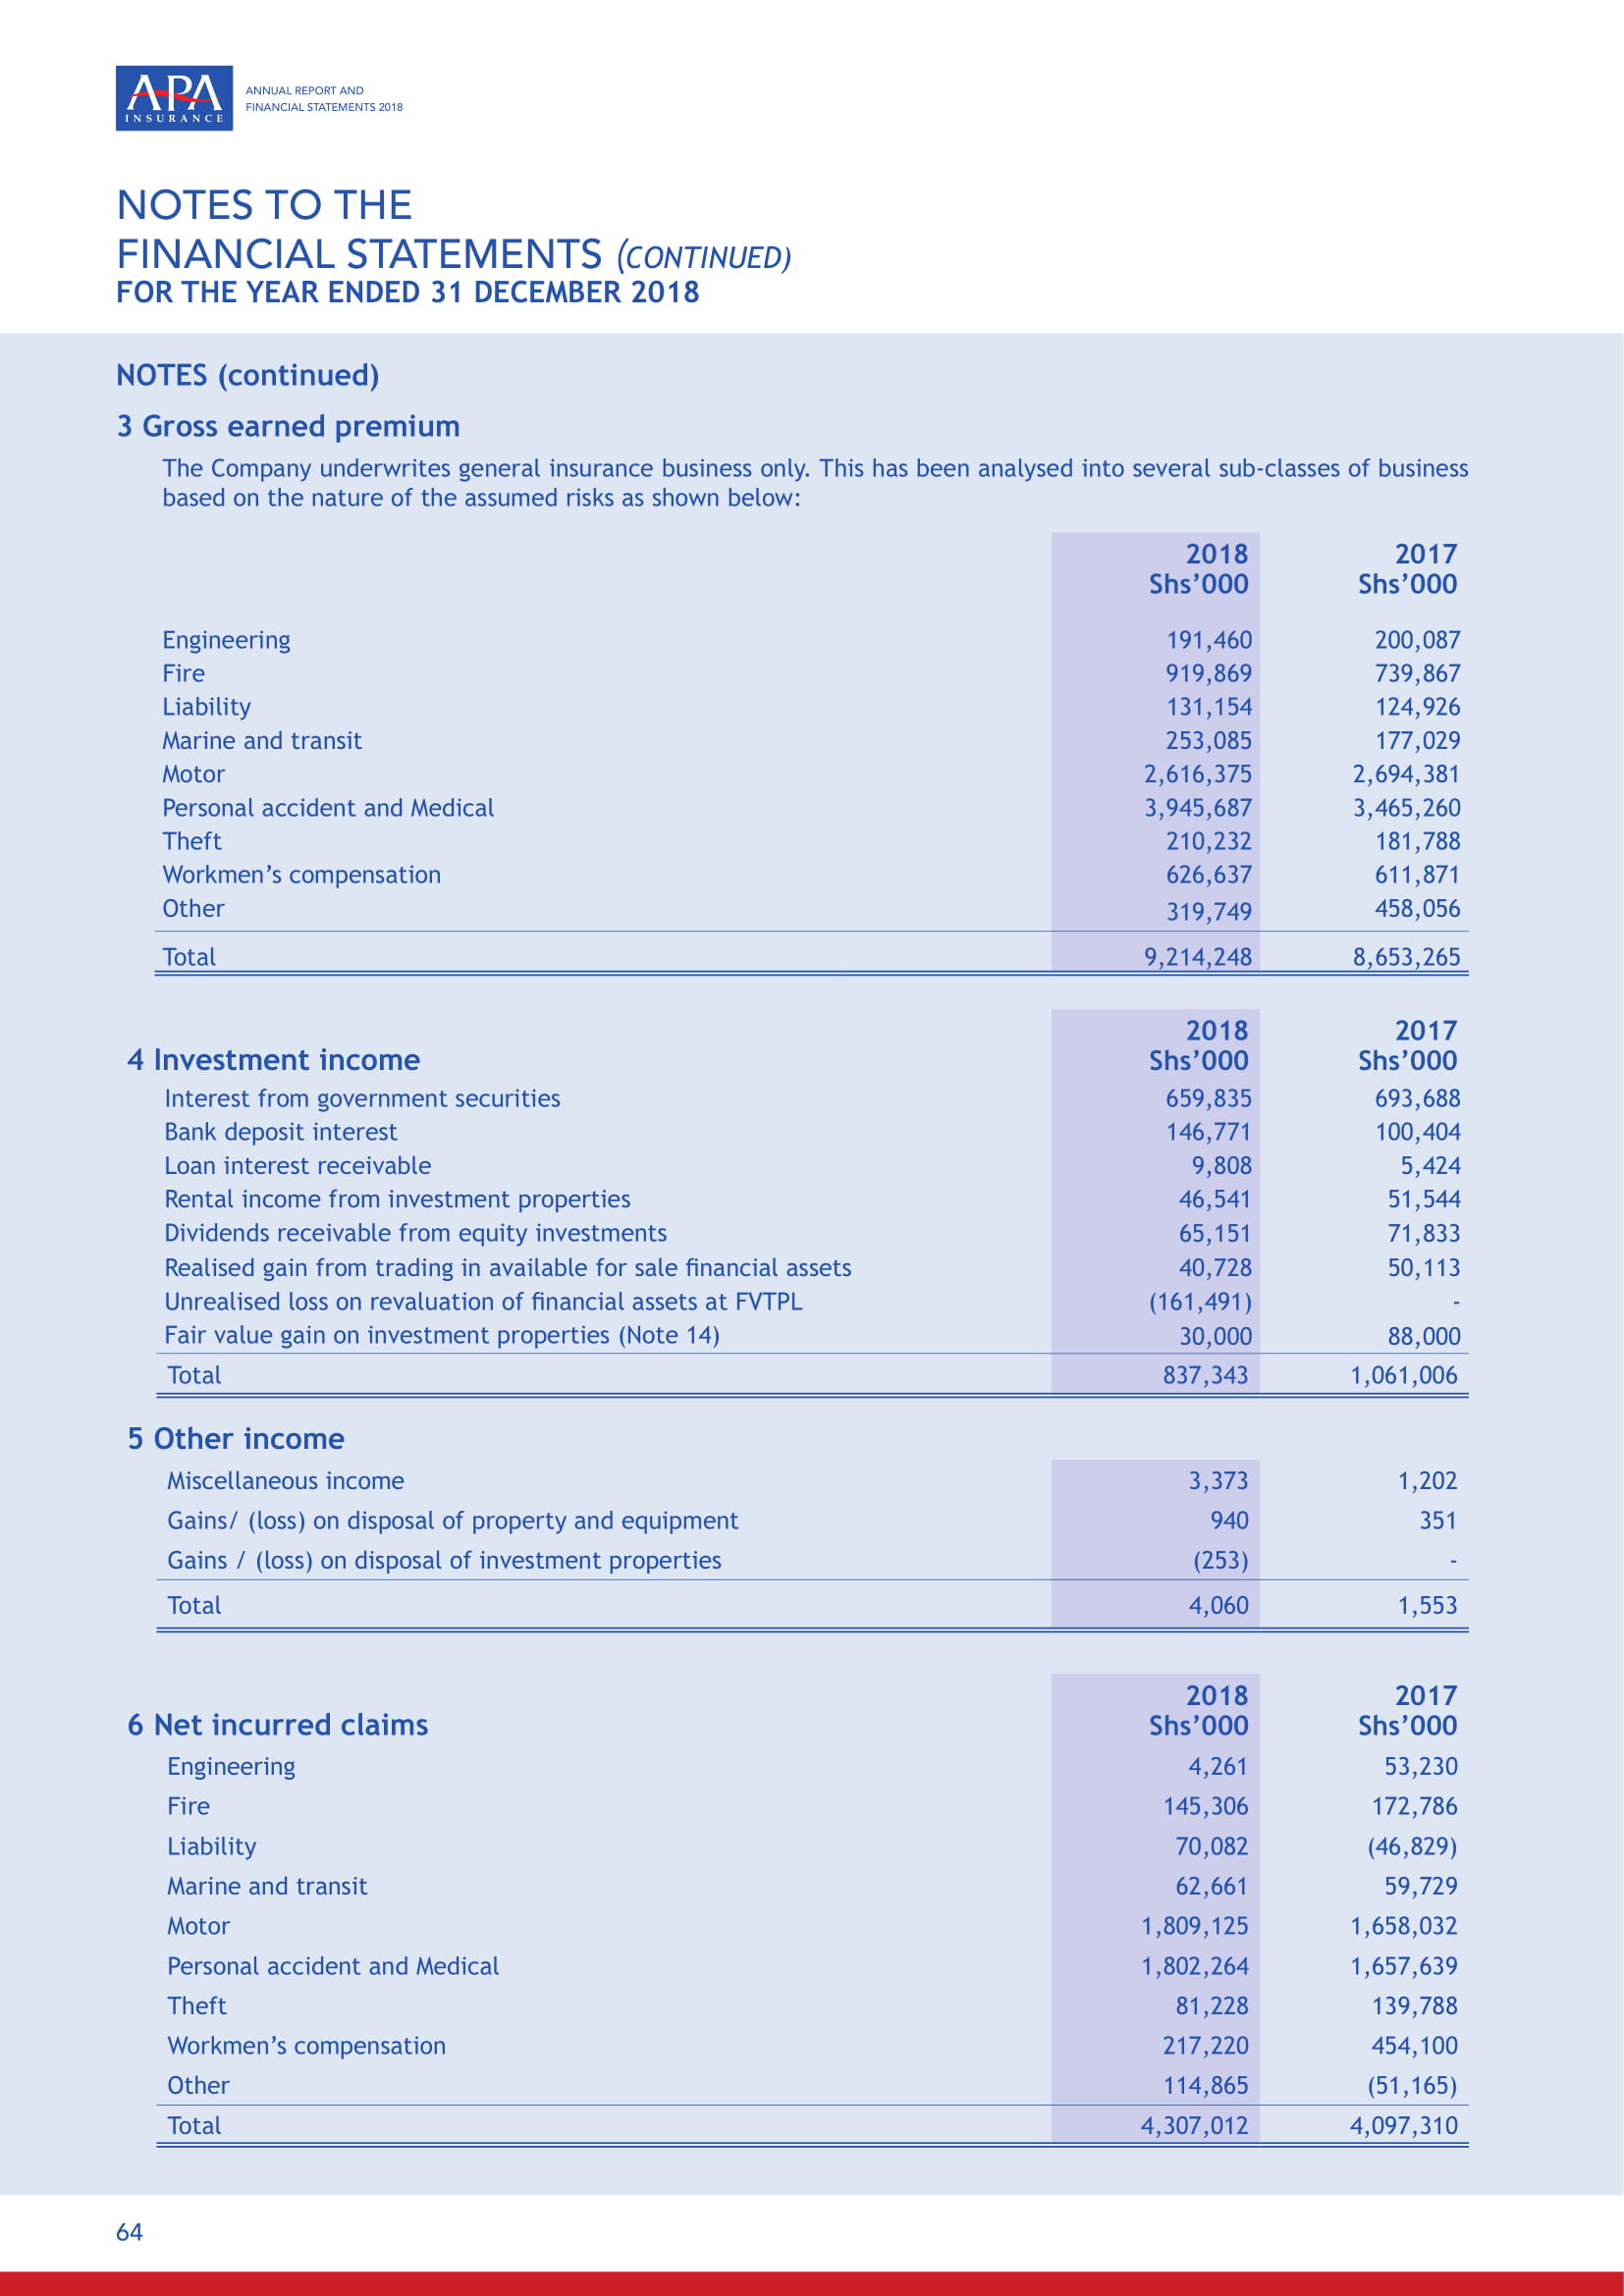 APA
INSURANCE
ANNUAL REPORT AND
FINANCIAL STATEMENTS 2018
NOTES TO THE
FINANCIAL STATEMENTS (CONTINUED)
FOR THE YEAR ENDED 31 DECEMBER 2018
NOTES (continued)
3 Gross earned premium
The Company underwrites general insurance business only. This has been analysed into several sub-classes of business
based on the nature of the assumed risks as shown below:
2018 2017
Shs’000 Shs’000
Engineering 191,460 200,087
Fire 919,869 739,867
Liability 131,154 124,926
Marine and transit 253,085 177,029
Motor 2,616,375 2,694,381
Personal accident and Medical 3,945,687 3,465,260
Theft 210,232 181,788
Workmen’s compensation 626,637 611,871
Other 319,749 458,056
Total 9,214,248 8,653,265
2018 2017
4 Investment income Shs’000 Shs’000
Interest from government securities 659,835 693,688
Bank deposit interest 146,771 100,404
Loan interest receivable 9,808 5,424
Rental income from investment properties 46,541 51,544
Dividends receivable from equity investments 65,151 71,833
Realised gain from trading in available for sale financial assets 40,728 50,113
Unrealised loss on revaluation of financial assets at FVTPL (161,491) -
Fair value gain on investment properties (Note 14) 30,000 88,000
Total 837,343 1,061,006
5 Other income
Miscellaneous income 3,373 1,202
Gains/ (loss) on disposal of property and equipment 940 351
Gains / (loss) on disposal of investment properties (253) -
Total 4,060 1,553
2018 2017
6 Net incurred claims Shs’000 Shs’000
Engineering 4,261 53,230
Fire 145,306 172,786
Liability 70,082 (46,829)
Marine and transit 62,661 59,729
Motor 1,809,125 1,658,032
Personal accident and Medical 1,802,264 1,657,639
Theft 81,228 139,788
Workmen’s compensation 217,220 454,100
Other 114,865 (51,165)
Total 4,307,012 4,097,310
64